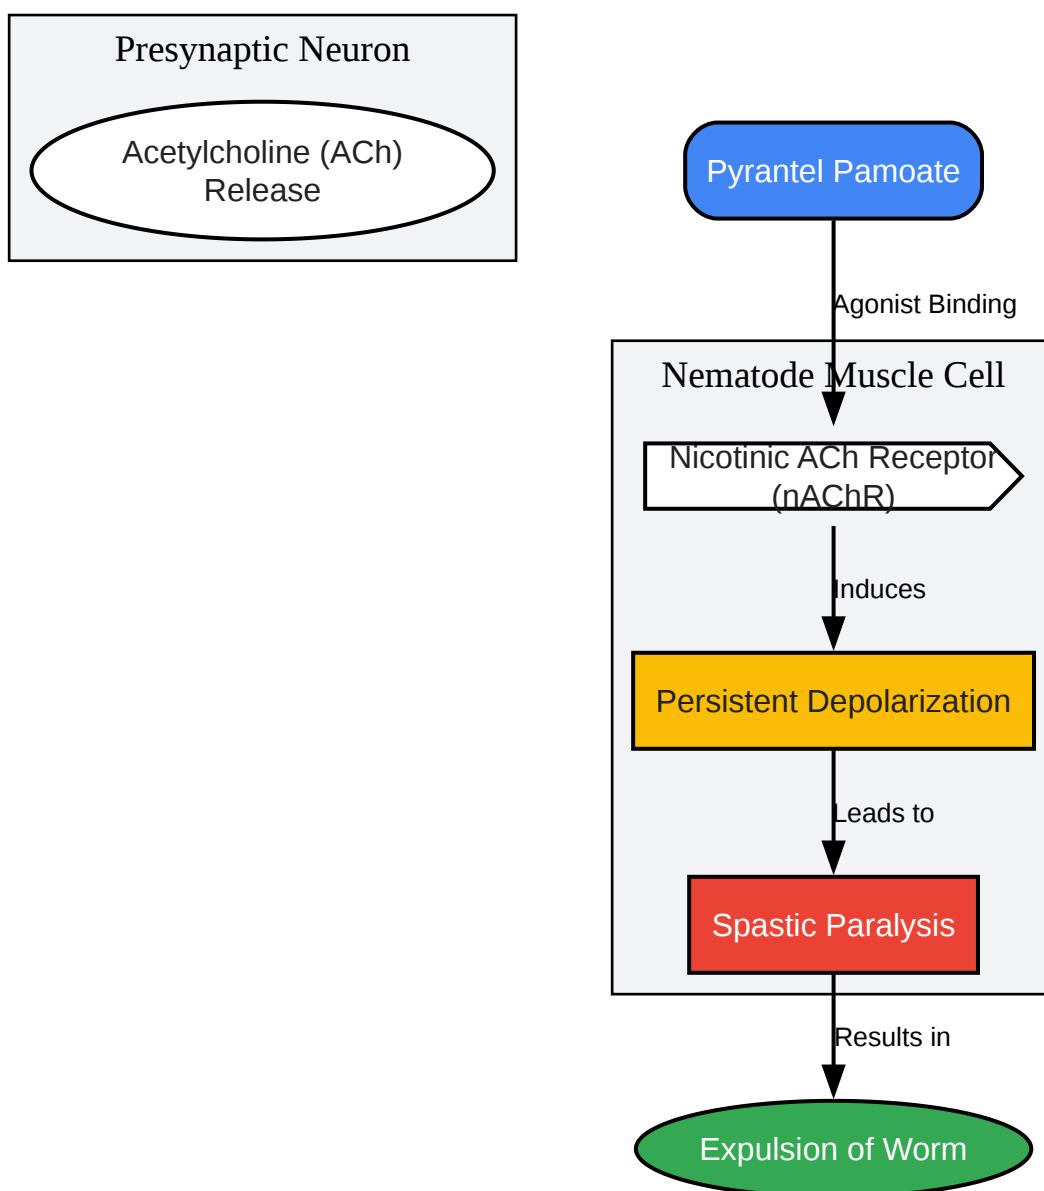 Presynaptic Neuron
Acetylcholine (ACh)
Release
Pyrantel Pamoate
Agonist Binding
Nematode Muscle Cell
Nicotinic ACh Receptor
(nAChR)
Induces
Persistent Depolarization
Leads to
Spastic Paralysis
Results in
Expulsion of Worm